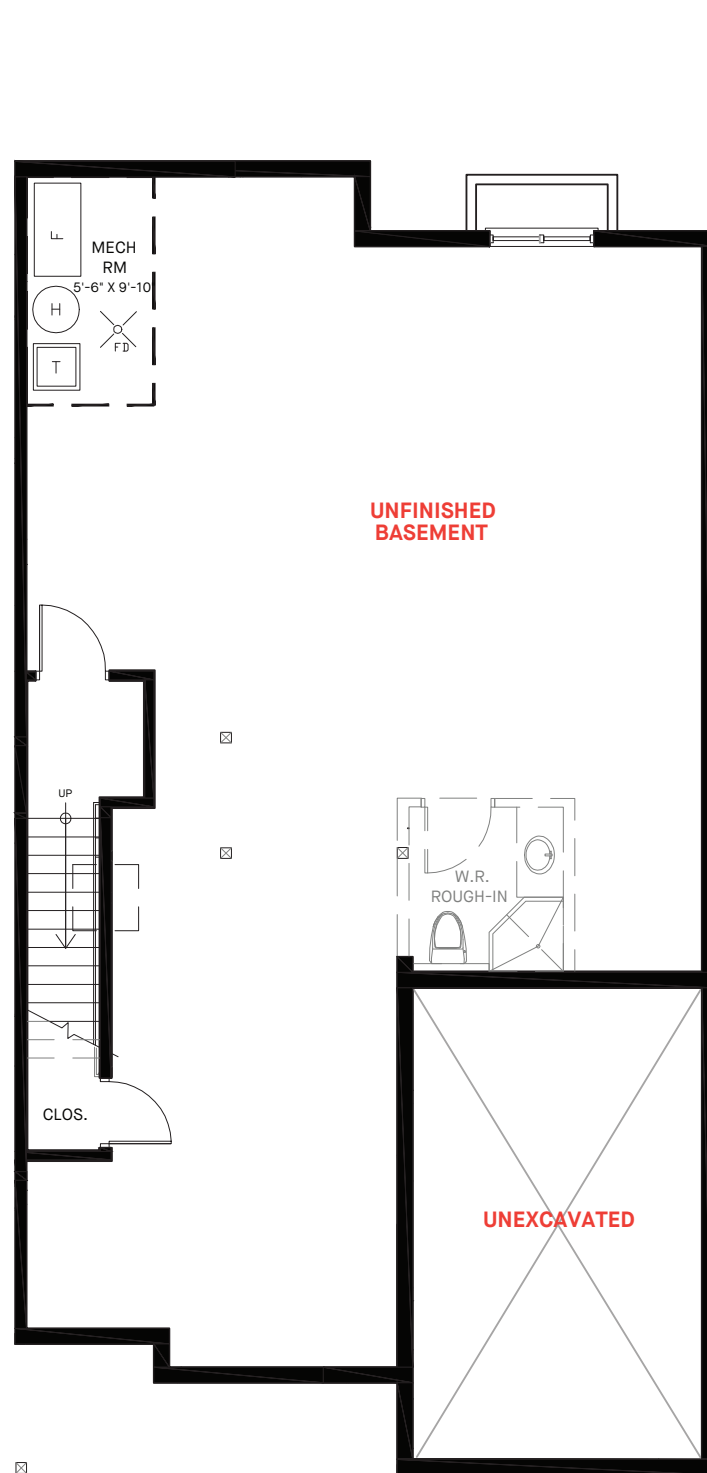 F
MECH
RM
5'-6" X 9'-10
H
FD
T
UNFINISHED
BASEMENT
UP
W.R.
ROUGH-IN
CLOS.
UNEXCAVATED